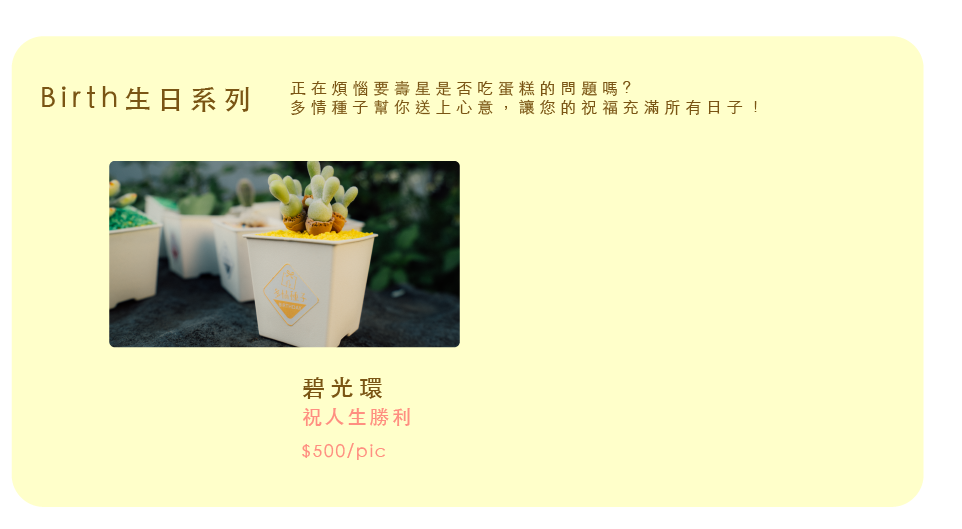 Birth生日系列
正在煩惱要壽星是否吃蛋糕的問題嗎?
多情種子幫你送上心意，讓您的祝福充滿所有日子！
碧光環
祝人生勝利
$500/pic